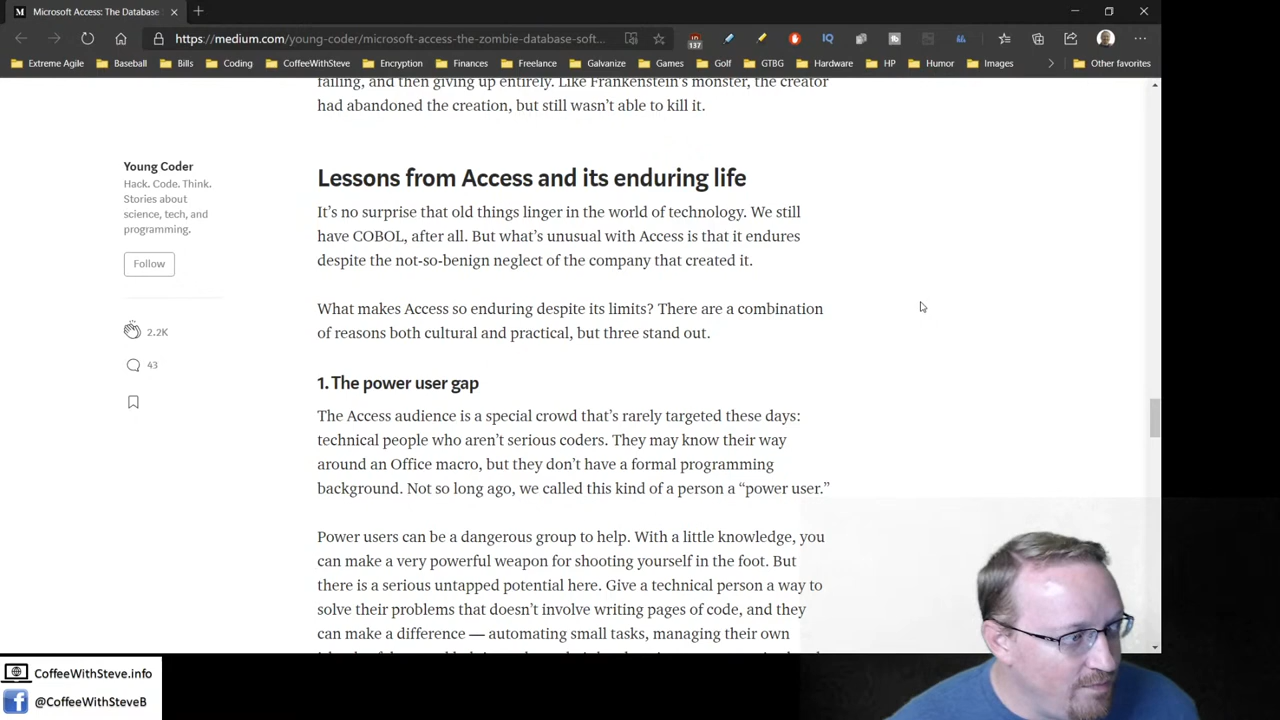 Microsoft Access: The Database
https://medium.com/young-coder/microsoft-access-the-zombie-database-soft...
137
IQ
Extreme Agile
Baseball
Bills
Coding
CoffeeWithSteve
Encryption
Finances
Freelance
Galvanize
Games
Golf
GTBG
Hardware
HP
Humor
Images
Other favorites
failing, and then giving up entirely. Like Frankenstein’s monster, the creator
had abandoned the creation, but still wasn’t able to kill it.
Young Coder
Hack. Code. Think.
Stories about
science, tech, and
programming.
Follow
2.2K
43
Lessons from Access and its enduring life
It’s no surprise that old things linger in the world of technology. We still
have COBOL, after all. But what’s unusual with Access is that it endures
despite the not-so-benign neglect of the company that created it.
What makes Access so enduring despite its limits? There are a combination
of reasons both cultural and practical, but three stand out.
1. The power user gap
The Access audience is a special crowd that’s rarely targeted these days:
technical people who aren’t serious coders. They may know their way
around an Office macro, but they don’t have a formal programming
background. Not so long ago, we called this kind of a person a “power user.”
Power users can be a dangerous group to help. With a little knowledge, you
can make a very powerful weapon for shooting yourself in the foot. But
there is a serious untapped potential here. Give a technical person a way to
solve their problems that doesn’t involve writing pages of code, and they
can make a difference — automating small tasks, managing their own
CoffeeWithSteve.info
@CoffeeWithSteveB